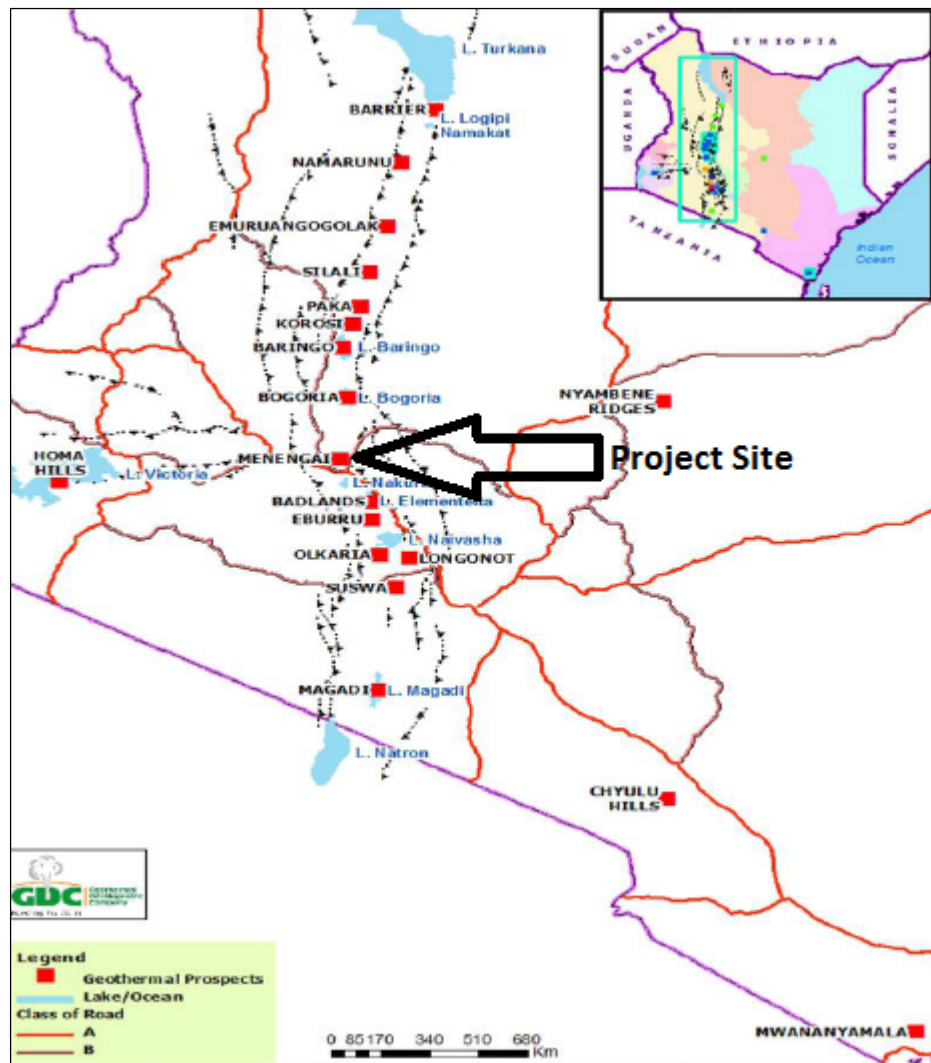 SUDAN
ETHIOPIA
UGANDA
SOMALIA
TANZANIA
Indian
Ocean
L. Turkana
BARRIER
L. Logipi
Namakat
NAMARUNU
EMURUANGOGOLAK
SILALI
PAKA
KOROSI
BARINGO
L. Baringo
BOGORIA
L. Bogoria
NYAMBENE
RIDGES
HOMA
HILLS
L. Victoria
MENENGAI
Project Site
L. Nakuru
BADLANDS
L. Elementeita
EBURRU
L. Naivasha
OLKARIA
LONGONOT
SUSWA
MAGADI
L. Magadi
L. Natron
CHYULU
HILLS
GDC
Geothermal
Development
Company
Legend
Geothermal Prospects
Lake/Ocean
Class of Road
A
B
0 85170 340 510 680
Km
MWANANYAMALA